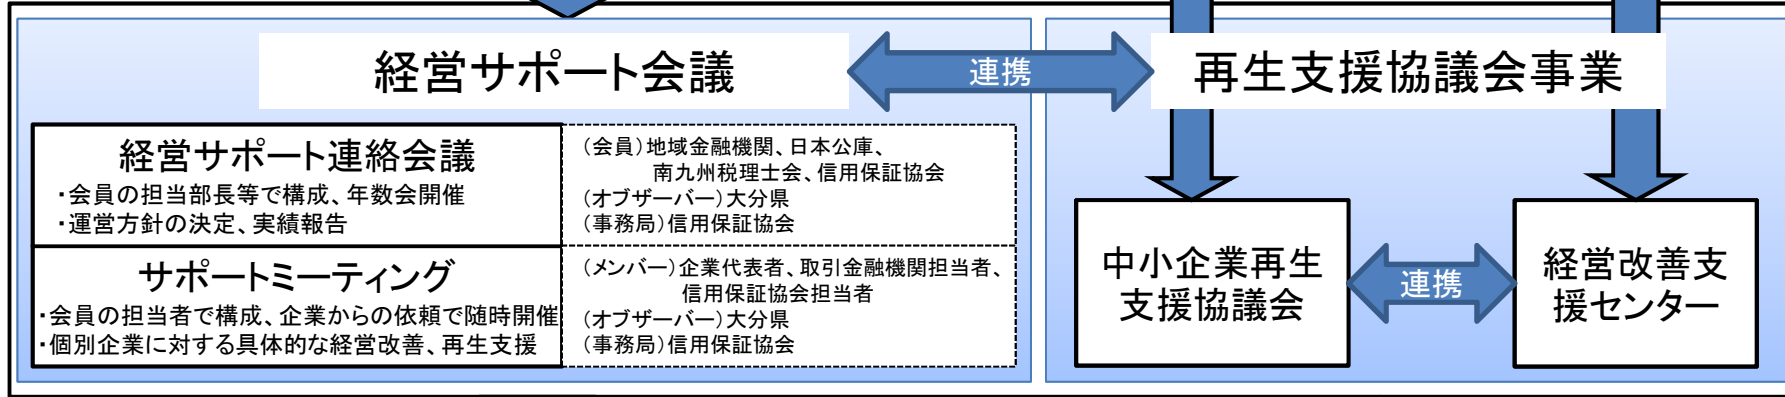 経営サポート会議
連携
再生支援協議会事業
経営サポート連絡会議
・会員の担当部長等で構成、年数会開催
・運営方針の決定、実績報告
(会員)地域金融機関、日本公庫、
南九州税理士会、信用保証協会
(オブザーバー)大分県
(事務局)信用保証協会
サポートミーティング
・会員の担当者で構成、企業からの依頼で随時開催
・個別企業に対する具体的な経営改善、再生支援
(メンバー)企業代表者、取引金融機関担当者、
信用保証協会担当者
(オブザーバー)大分県
(事務局)信用保証協会
中小企業再生
支援協議会
連携
経営改善支
援センター